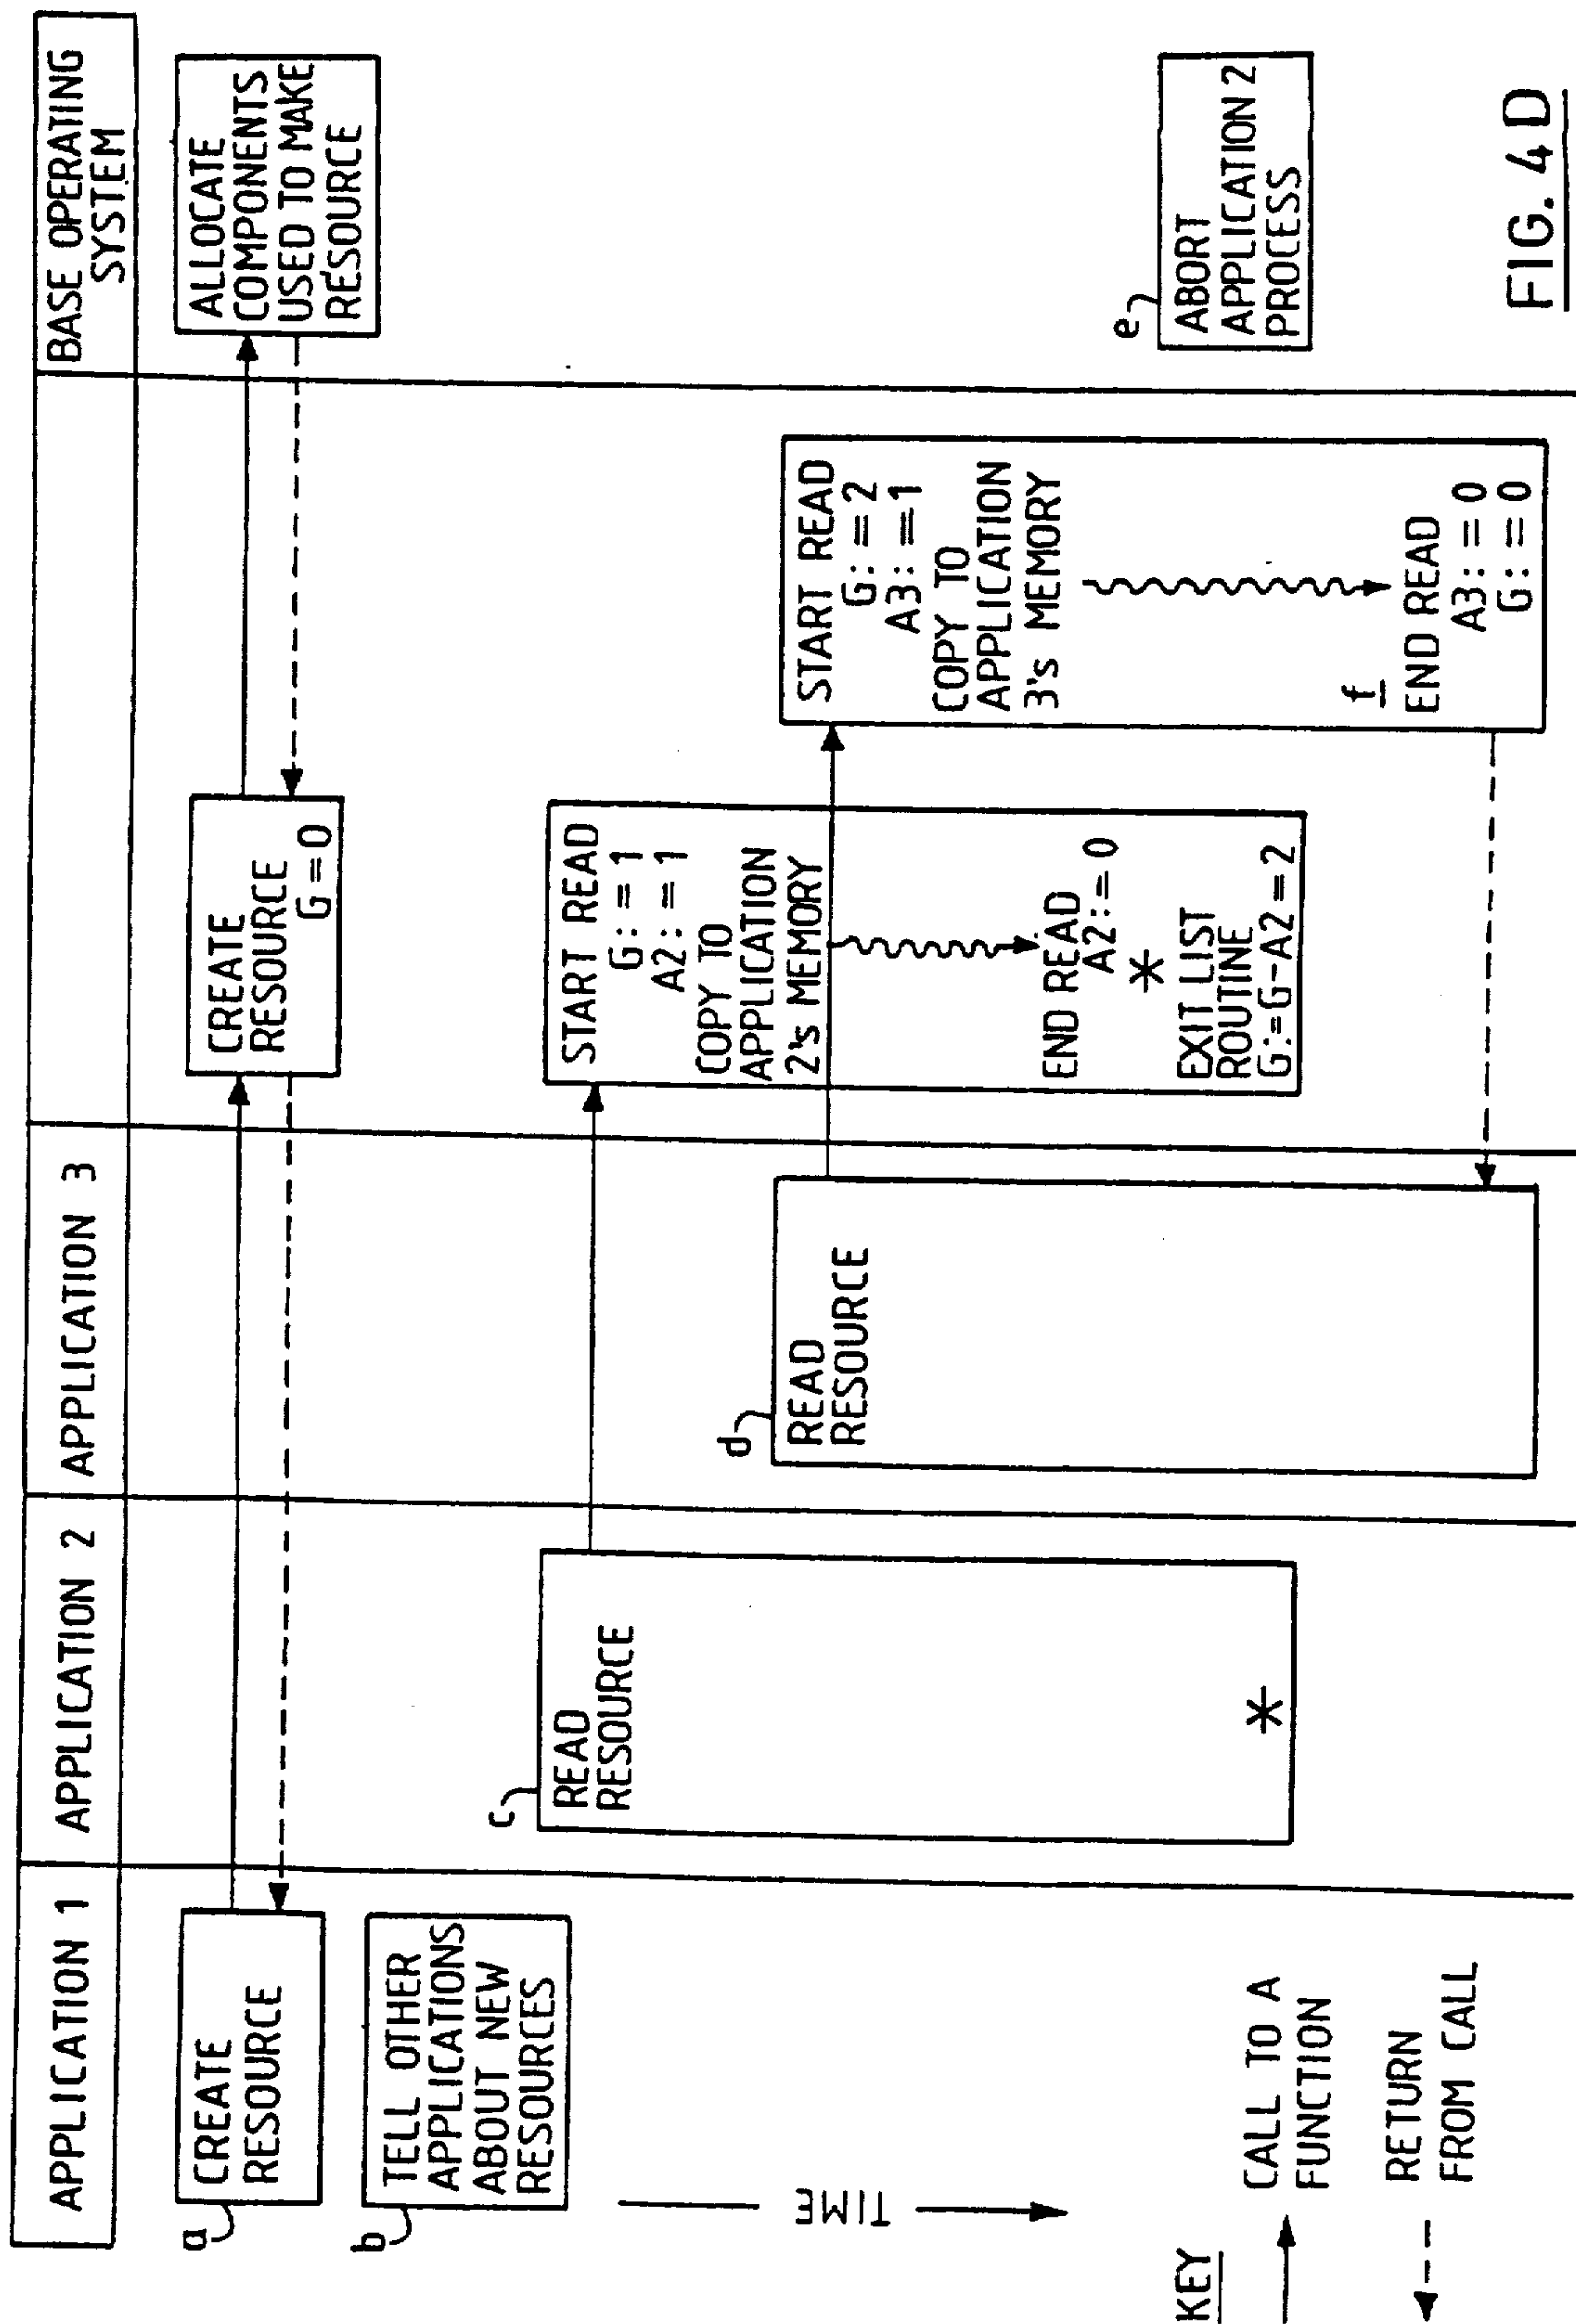 APPLICATION 1
APPLICATION 2
APPLICATION 3
BASE OPERATING
SYSTEM
a
CREATE
RESOURCE
CREATE
RESOURCE
G = 0
ALLOCATE
COMPONENTS
USED TO MAKE
RESOURCE
b
TELL OTHER
APPLICATIONS
ABOUT NEW
RESOURCES
c
READ
RESOURCE
*
START READ
G: = 1
A2: = 1
COPY TO
APPLICATION
2's MEMORY
END READ
A2: = 0
*
EXIT LIST
ROUTINE
G:=G-A2=2
d
READ
RESOURCE
START READ
G: = 2
A3: = 1
COPY TO
APPLICATION
3's MEMORY
f
END READ
A3: = 0
G: = 0
e
ABORT
APPLICATION 2
PROCESS
TIME
KEY
CALL TO A
FUNCTION
RETURN
FROM CALL
FIG. 4D